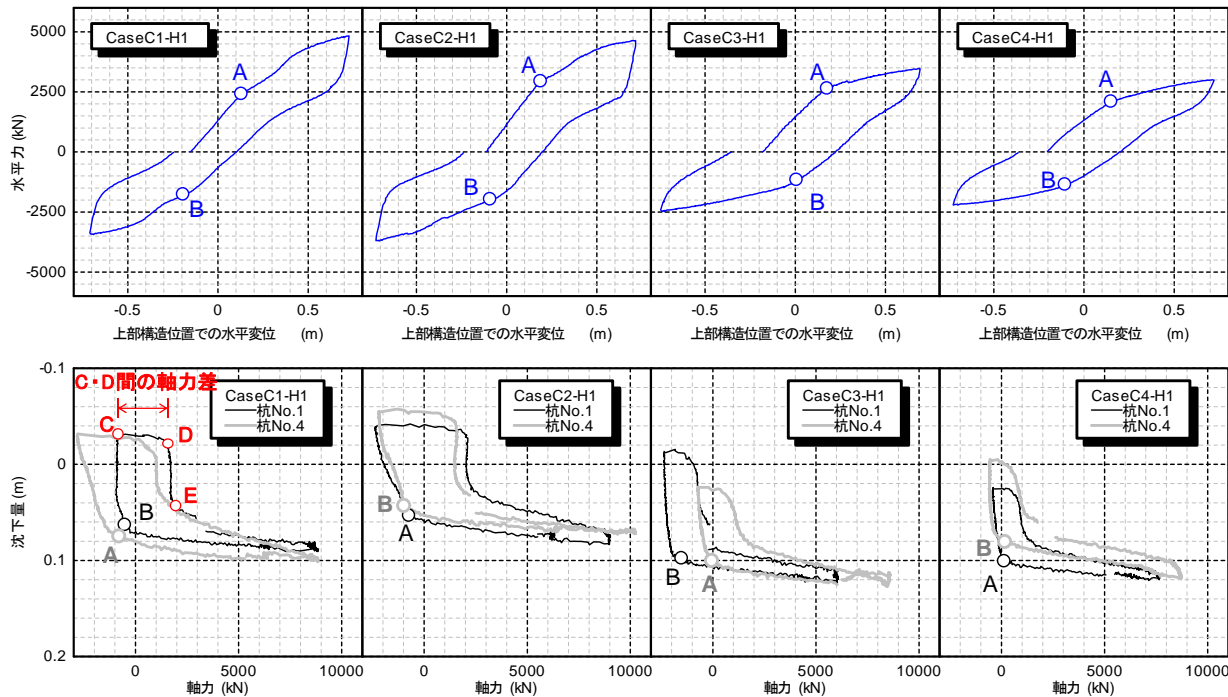 CaseC1-H1
CaseC2-H1
CaseC3-H1
CaseC4-H1
5000
2500
0
-2500
-5000
水平力 (kN)
A
B
A
B
A
B
A
B
-0.5 0 0.5
-0.5 0 0.5
-0.5 0 0.5
-0.5 0 0.5
上部構造位置での水平変位 (m)
上部構造位置での水平変位 (m)
上部構造位置での水平変位 (m)
上部構造位置での水平変位 (m)
-0.1
0
0.1
0.2
沈下量 (m)
C・D間の軸力差
C
D
E
B
A
CaseC1-H1
杭No.1
杭No.4
B
A
CaseC2-H1
杭No.1
杭No.4
B
A
CaseC3-H1
杭No.1
杭No.4
B
A
CaseC4-H1
杭No.1
杭No.4
0 5000 10000
0 5000 10000
0 5000 10000
0 5000 10000
軸力 (kN)
軸力 (kN)
軸力 (kN)
軸力 (kN)